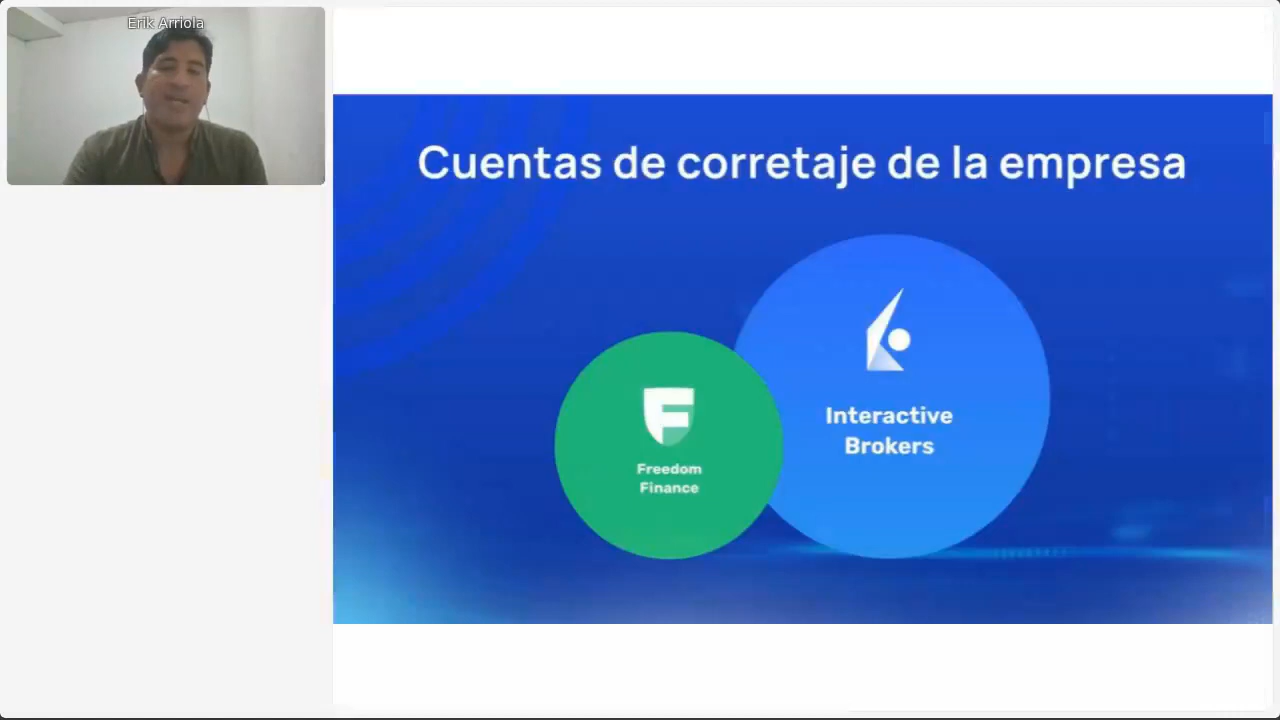 Erik Arriola
Cuentas de corretaje de la empresa
Interactive
Brokers
Freedom
Finance